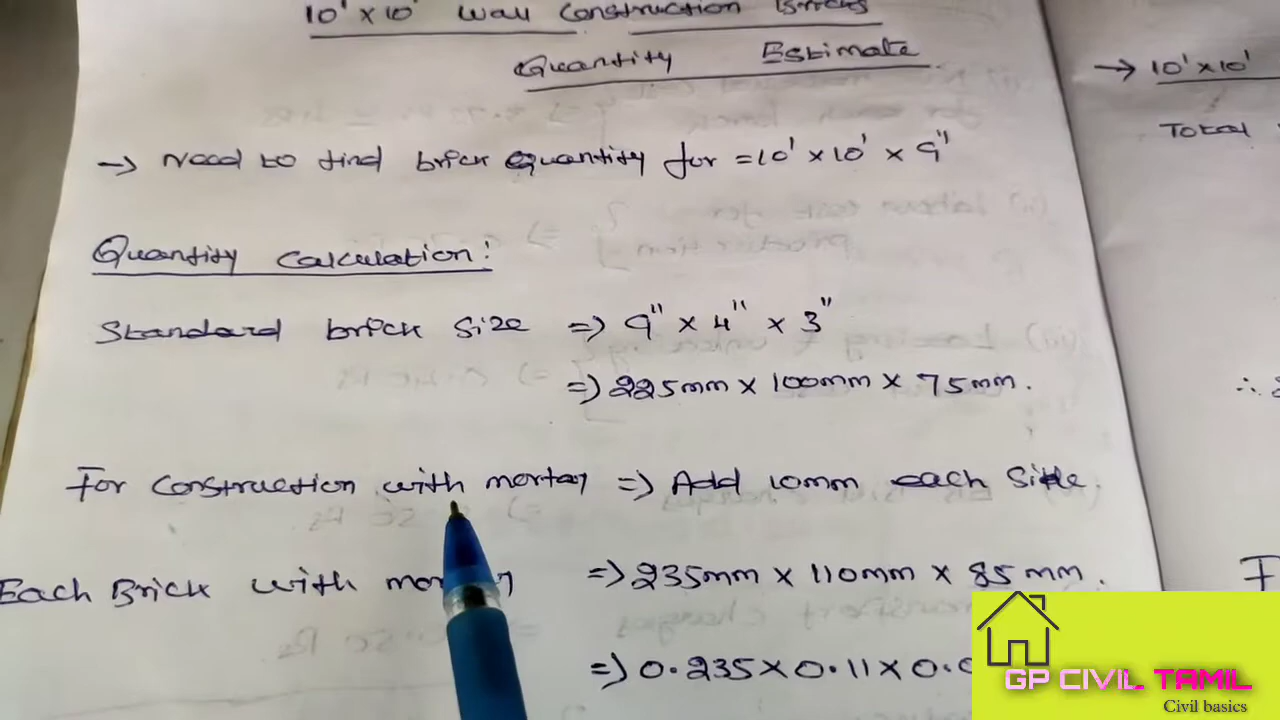 10' x 10' Wall Construction Bricks
Quantity Estimate
→ Need to find brick quantity for = 10' x 10' x 9"
Quantity Calculation:
Standard brick size => 9" x 4" x 3"
=> 225mm x 100mm x 75mm.
For construction with mortar => Add 10mm each side.
Each Brick with => 235mm x 110mm x 85mm.
=> 0.235 x 0.11 x 0.
→ 10' x 10'
Total
GP CIVIL TAMIL
Civil basics